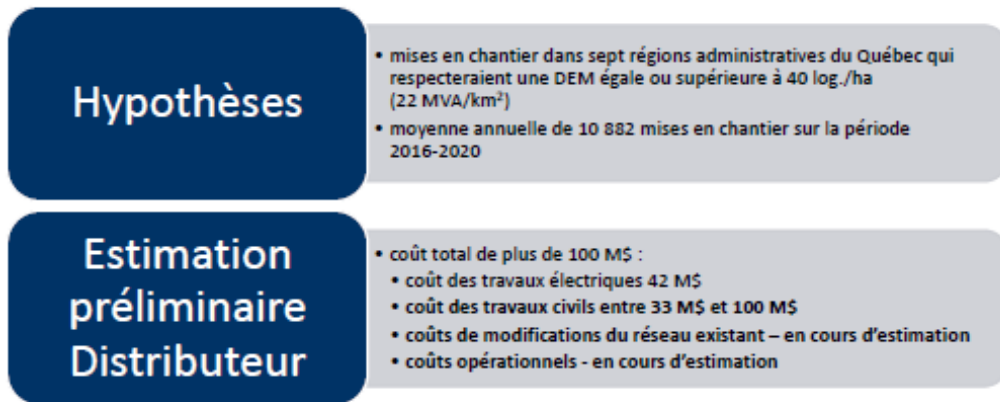 Hypothèses
• mises en chantier dans sept régions administratives du Québec qui
respecteraient une DEM égale ou supérieure à 40 log./ha
(22 MVA/km²)
• moyenne annuelle de 10 882 mises en chantier sur la période
2016-2020
Estimation
préliminaire
Distributeur
• coût total de plus de 100 M$ :
• coût des travaux électriques 42 M$
• coût des travaux civils entre 33 M$ et 100 M$
• coûts de modifications du réseau existant – en cours d'estimation
• coûts opérationnels - en cours d'estimation